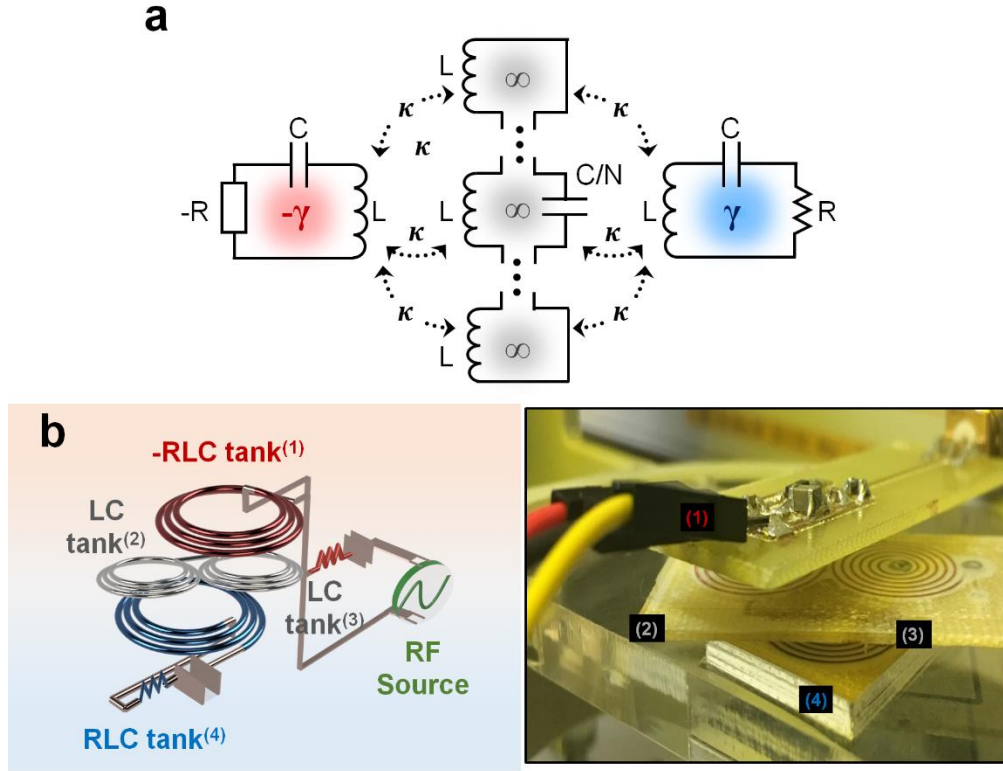 a
L
∞
κ
κ
κ
C
C
C/N
-R
-γ
L
L
∞
L
γ
R
κ
κ
κ
κ
L
∞
b
-RLC tank(1)
LC
tank(2)
LC
tank(3)
RF
Source
RLC tank(4)
(1)
(2)
(3)
(4)